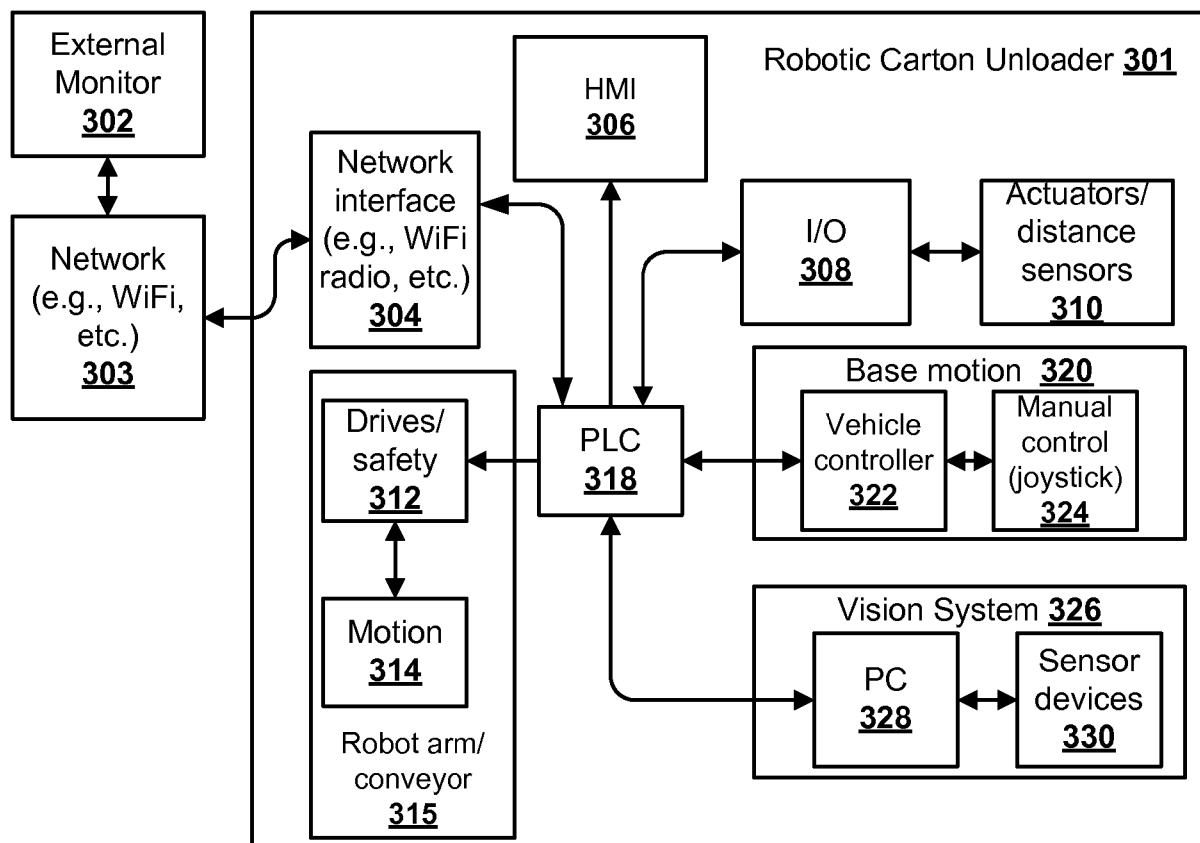 External
Monitor
302
Network
(e.g., WiFi,
etc.)
303
Robotic Carton Unloader 301
HMI
306
Network
interface
(e.g., WiFi
radio, etc.)
304
I/O
308
Actuators/
distance
sensors
310
Drives/
safety
312
Motion
314
Robot arm/
conveyor
315
PLC
318
Base motion 320
Vehicle
controller
322
Manual
control
(joystick)
324
Vision System 326
PC
328
Sensor
devices
330